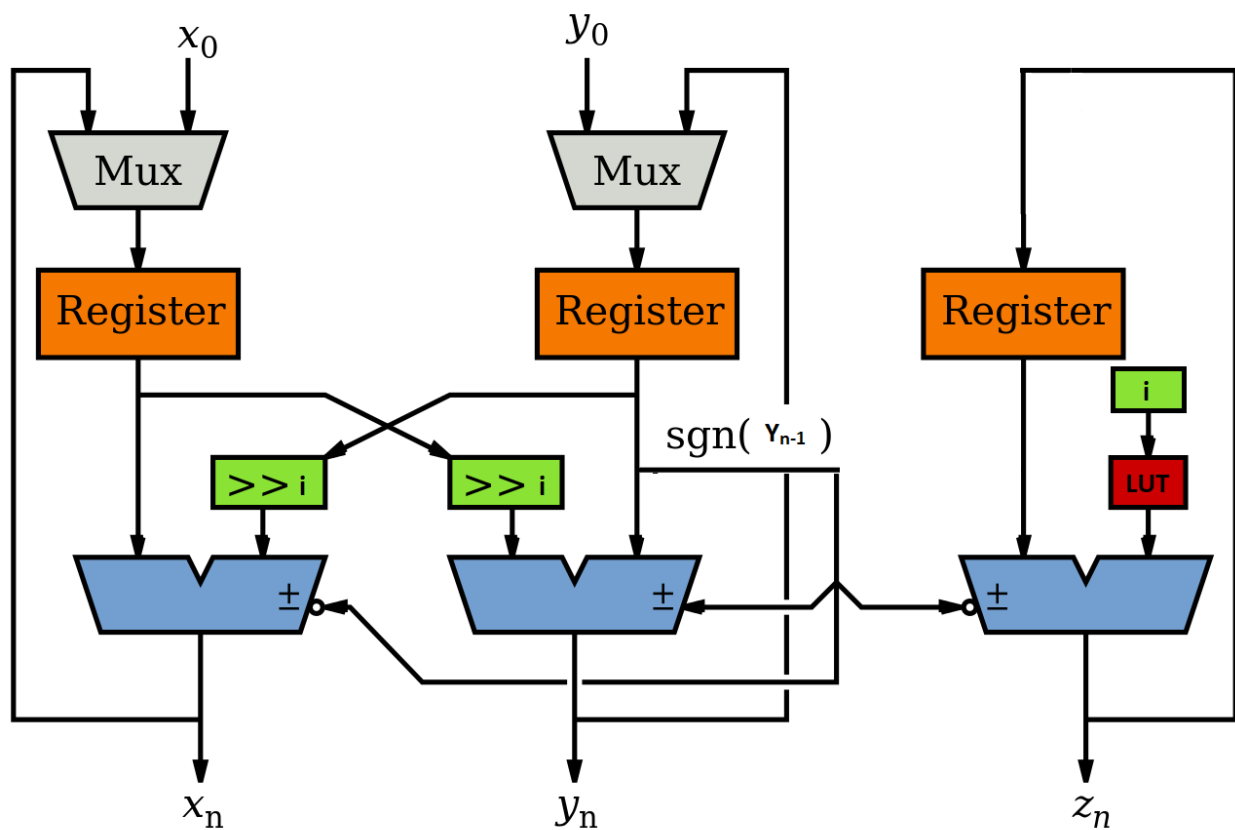 x₀
y₀
Mux
Mux
Register
Register
Register
i
sgn( Yₙ₋₁ )
>> i
>> i
LUT
±
±
±
xₙ
yₙ
zₙ